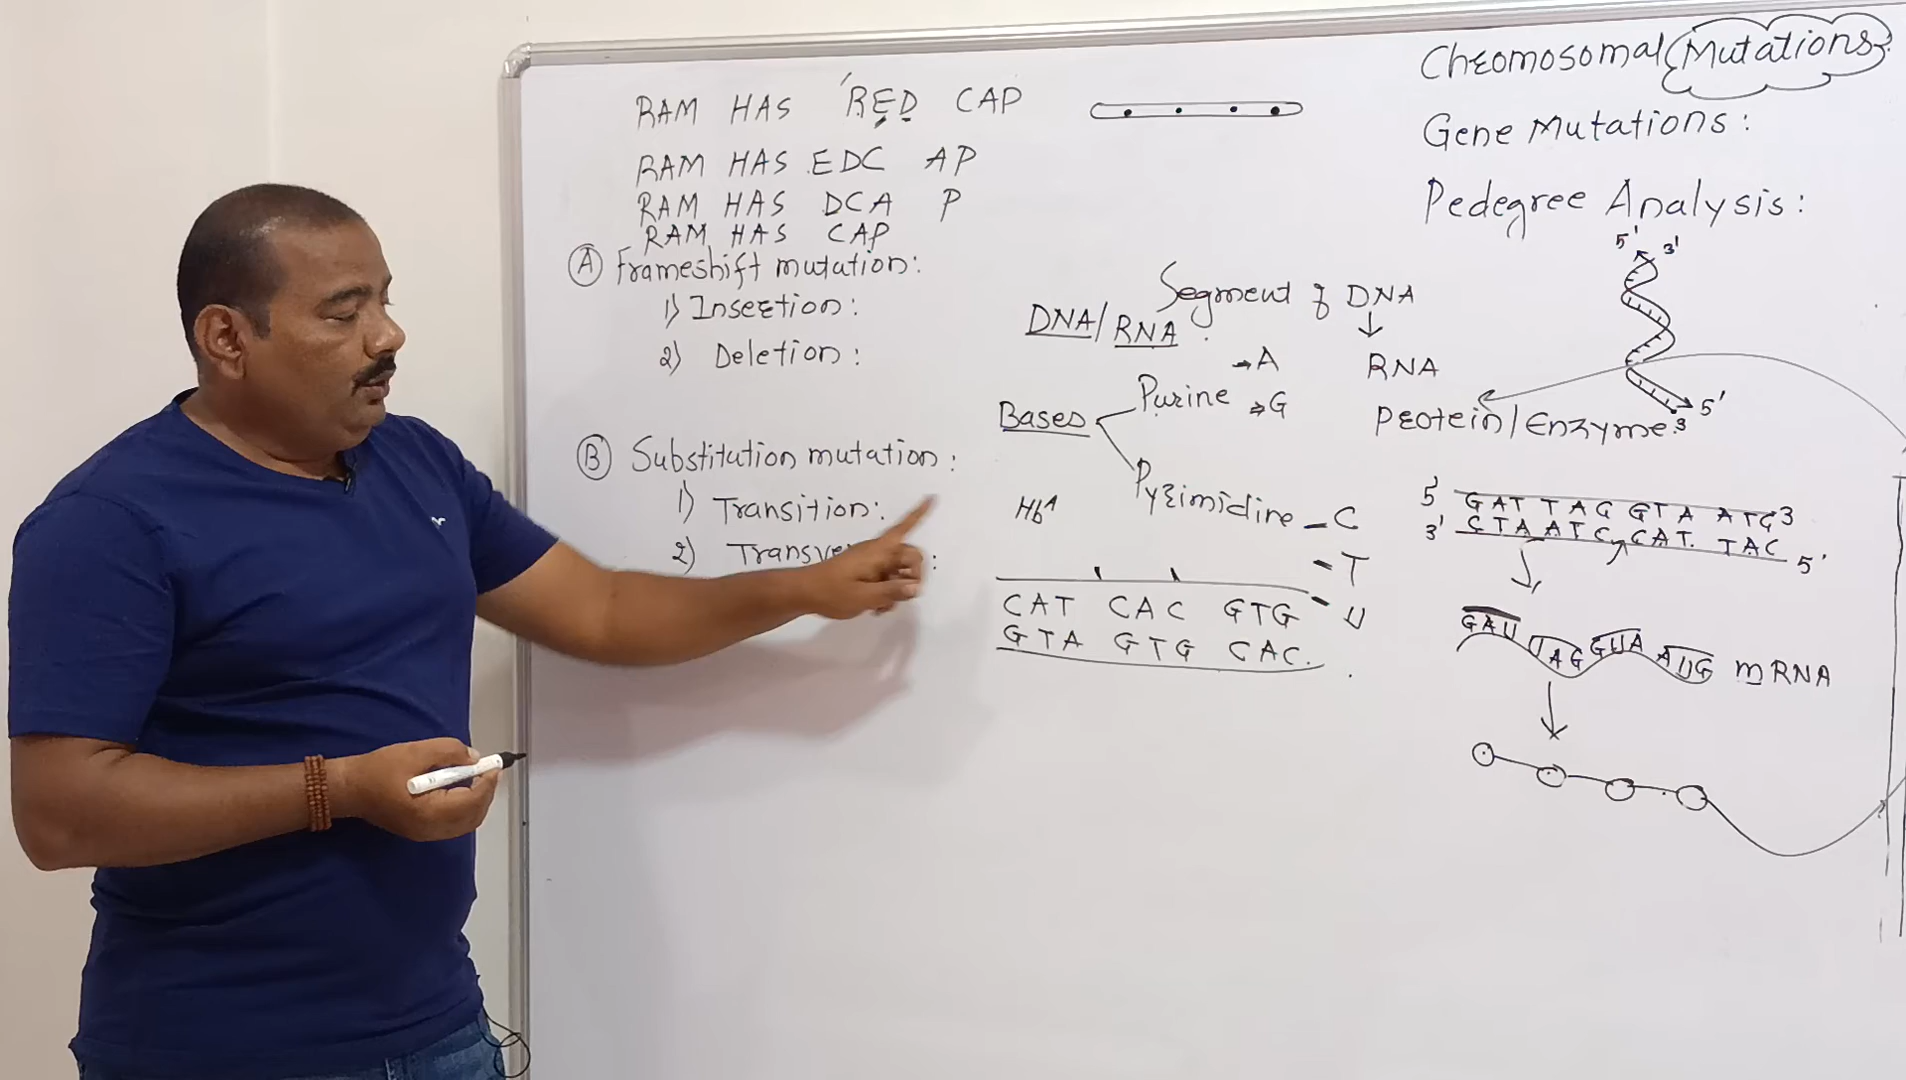 RAM HAS RED CAP
RAM HAS EDC AP
RAM HAS DCA P
RAM HAS CAP
Ⓐ Frameshift mutation:
1) Insertion:
2) Deletion:
Ⓑ Substitution mutation:
1) Transition:
2)
DNA/RNA
Bases
Purine
→A
→G
Pyrimidine
– C
– T
– U
Hbᴬ
CAT CAC GTG
GTA GTG CAC.
Chromosomal Mutations
Gene Mutations:
Pedegree Analysis:
5' 3'
5'
3
Segment of DNA
↓
RNA
Protein/Enzyme
5' GAT TAG GTA ATG 3
3' CTA ATC CAT TAC 5'
GAU UAG GUA AUG mRNA